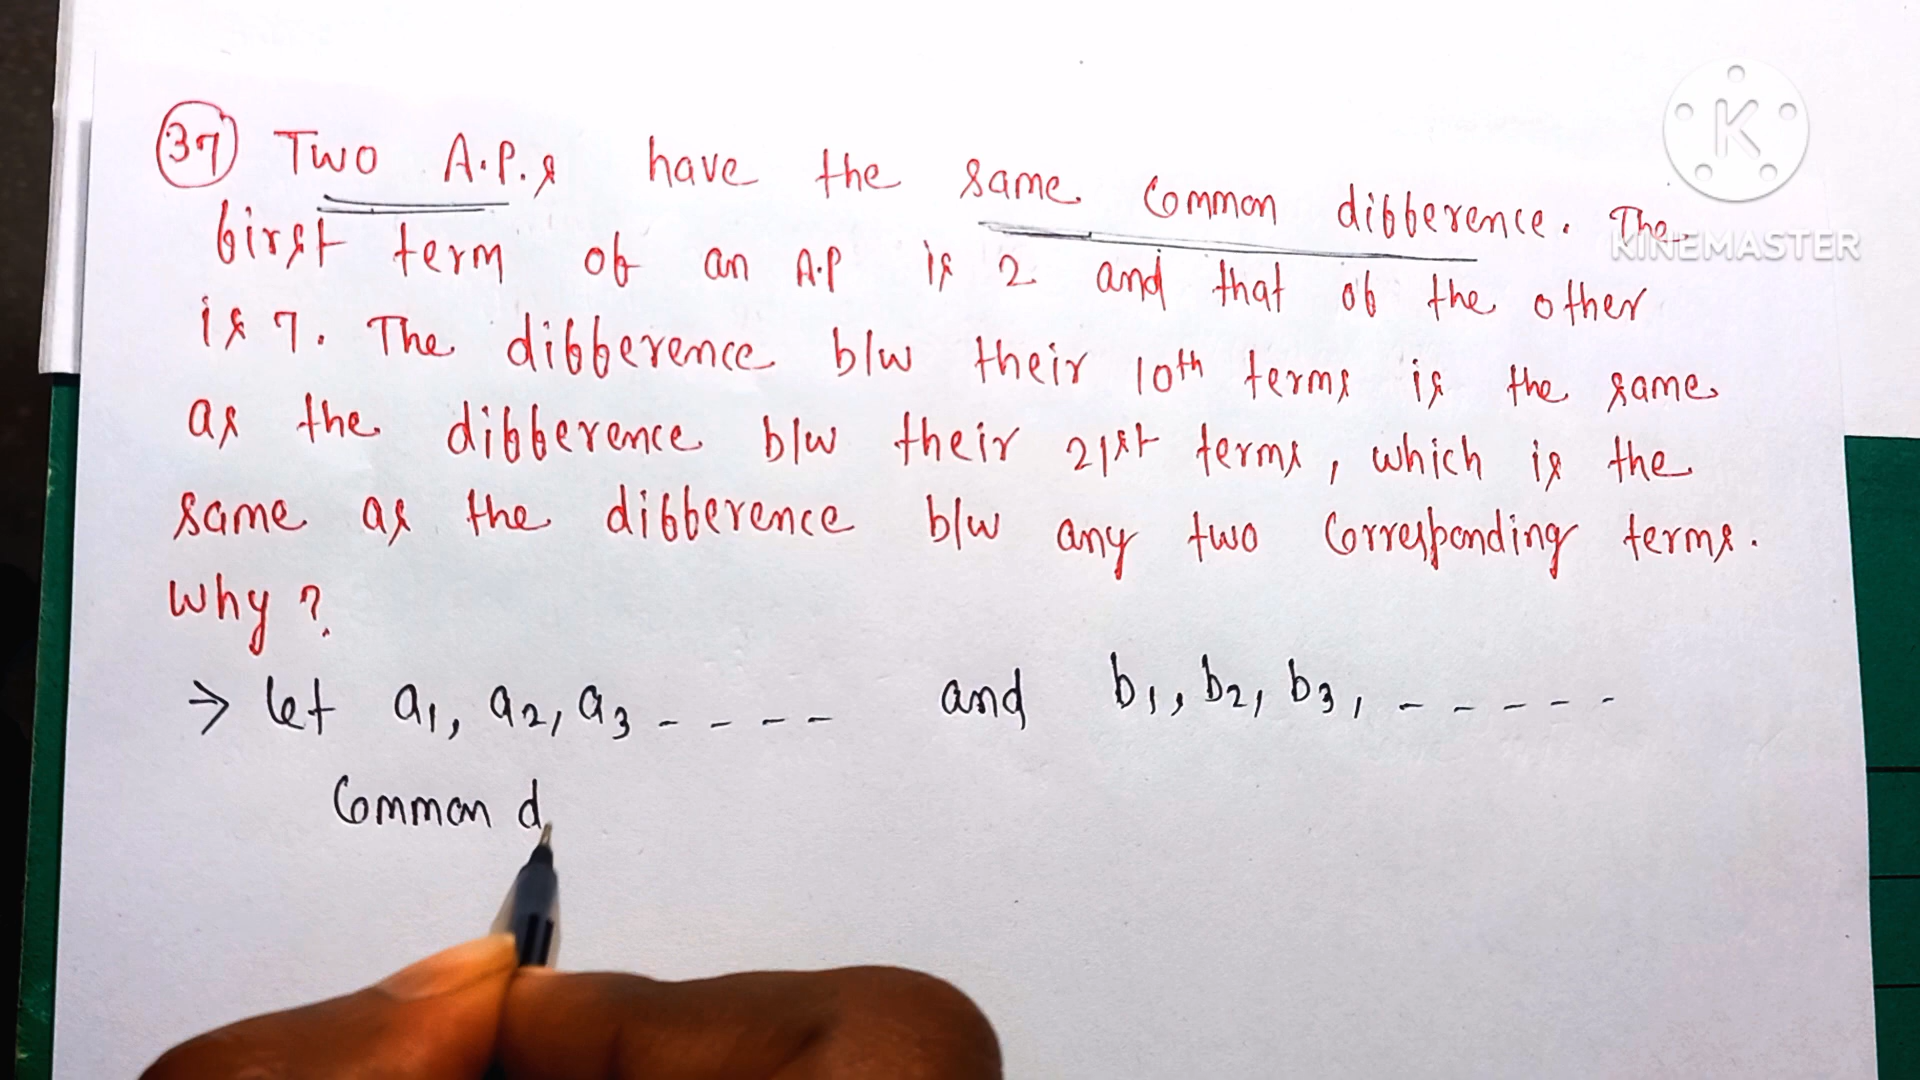 37 Two A.P.s have the same common difference. The
first term of an A.P is 2 and that of the other
is 7. The difference b/w their 10th terms is the same
as the difference b/w their 21st terms, which is the
same as the difference b/w any two corresponding terms.
Why?
→ let a1, a2, a3 - - - - and b1, b2, b3, - - - - -
Common d
K
KINEMASTER